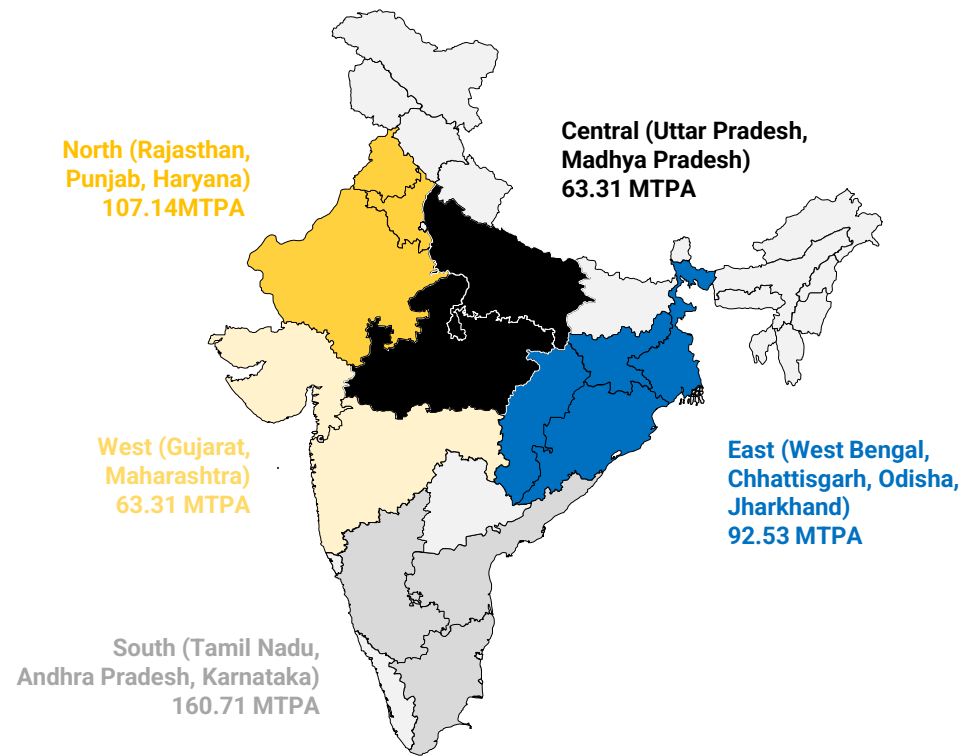 North (Rajasthan,
Punjab, Haryana)
107.14MTPA
Central (Uttar Pradesh,
Madhya Pradesh)
63.31 MTPA
West (Gujarat,
Maharashtra)
63.31 MTPA
East (West Bengal,
Chhattisgarh, Odisha,
Jharkhand)
92.53 MTPA
South (Tamil Nadu,
Andhra Pradesh, Karnataka)
160.71 MTPA